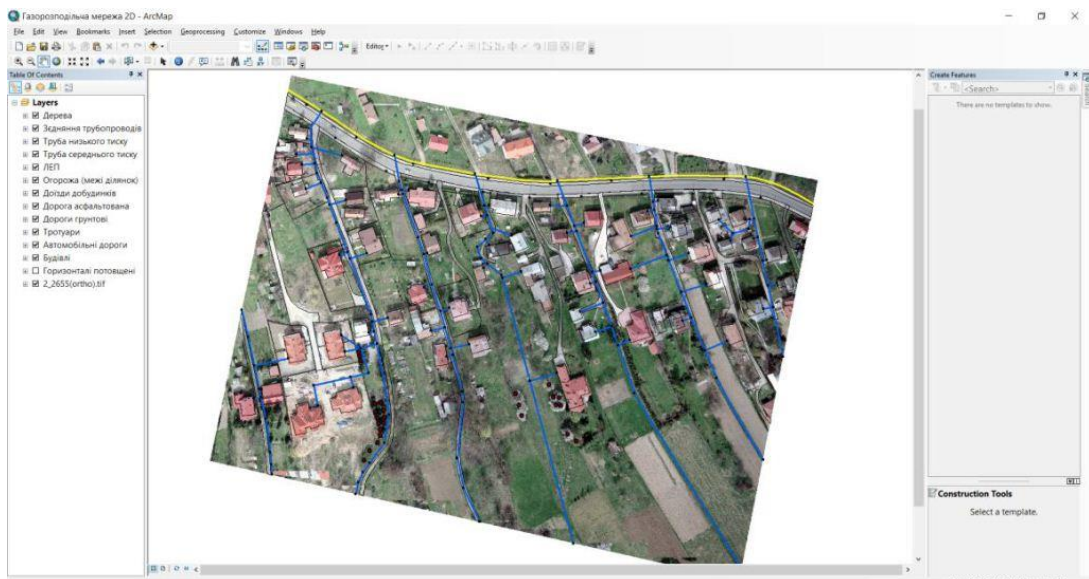 Газорозподільча мережа 2D - ArcMap
File Edit View Bookmarks Insert Selection Geoprocessing Customize Windows Help
Editor
Table Of Contents
Layers
Дерева
Зєднання трубопроводів
Труба низького тиску
Труба середнього тиску
ЛЕП
Огорожа (межі ділянок)
Доїзди добудинків
Дорога асфальтована
Дороги грунтові
Тротуари
Автомобільні дороги
Будівлі
Горизонталі потовщені
2_2655(ortho).tif
Create Features
<Search>
There are no templates to show.
Search
Construction Tools
Select a template.